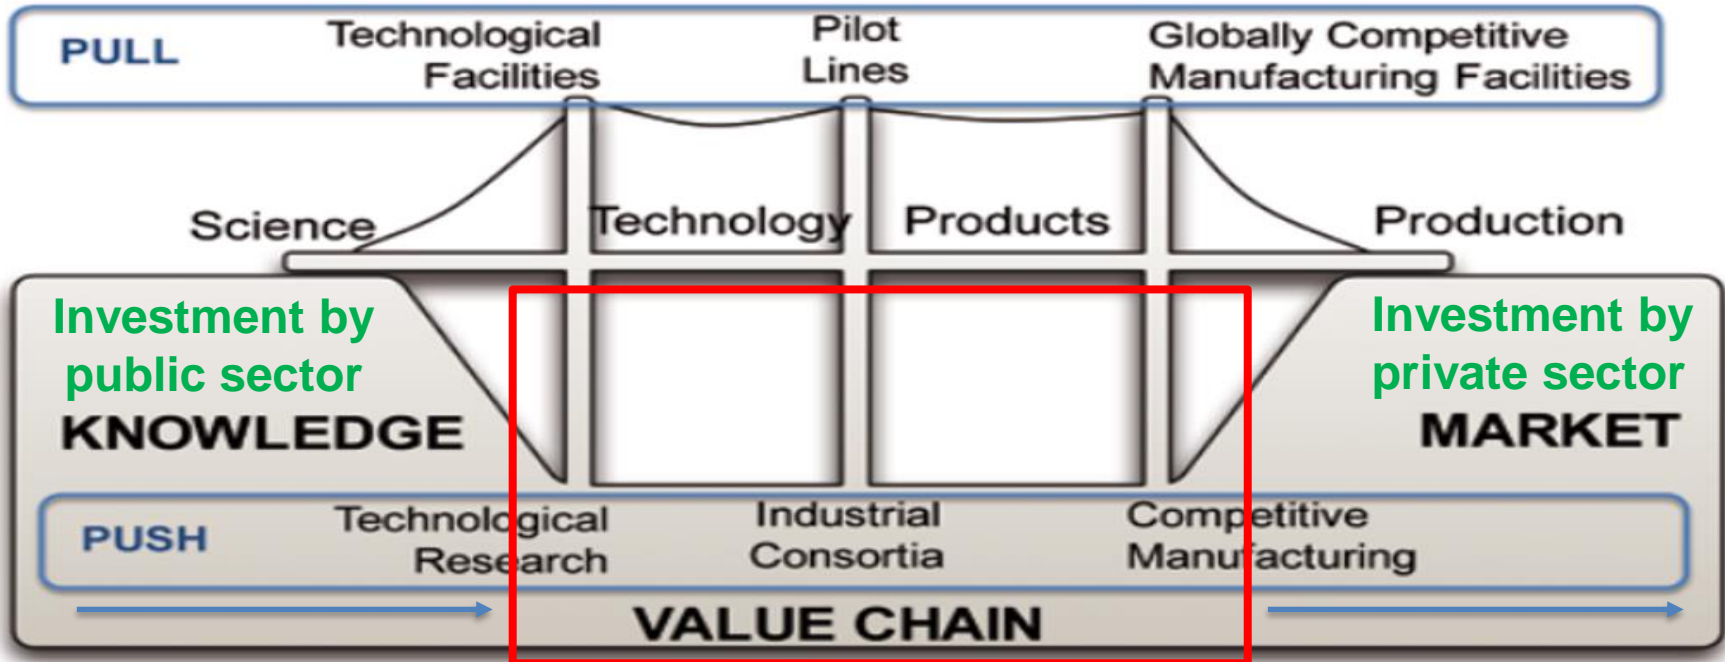 PULL
Technological
Facilities
Pilot
Lines
Globally Competitive
Manufacturing Facilities
Science
Technology
Products
Production
Investment by
public sector
KNOWLEDGE
Investment by
private sector
MARKET
PUSH
Technological
Research
Industrial
Consortia
Competitive
Manufacturing
VALUE CHAIN